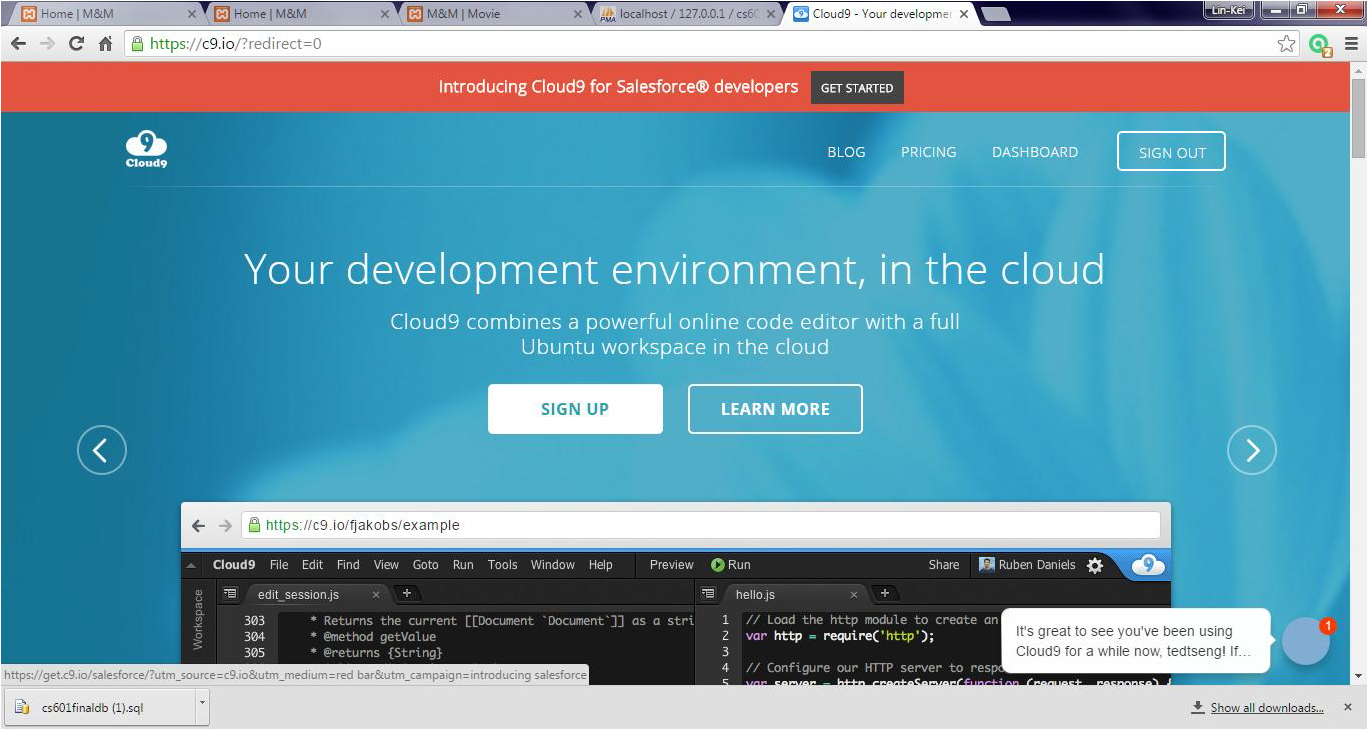 Home | M&M
Home | M&M
M&M | Movie
localhost / 127.0.0.1 / cs60
Cloud9 - Your developme
Lin-Kei
https://c9.io/?redirect=0
Introducing Cloud9 for Salesforce® developers GET STARTED
9
Cloud9
BLOG PRICING DASHBOARD SIGN OUT
Your development environment, in the cloud
Cloud9 combines a powerful online code editor with a full
Ubuntu workspace in the cloud
SIGN UP LEARN MORE
https://c9.io/fjakobs/example
Cloud9 File Edit Find View Goto Run Tools Window Help Preview Run Share Ruben Daniels 9
Workspace
edit_session.js
303 * Returns the current [[Document `Document`]] as a stri
304 * @method getValue
305 * @returns {String}
hello.js
1 // Load the http module to create an
2 var http = require('http');
3
4 // Configure our HTTP server to respo
5 var server = http.createServer(function (request, response) {
It's great to see you've been using
Cloud9 for a while now, tedtseng! If...
1
https://get.c9.io/salesforce/?utm_source=c9.io&utm_medium=red bar&utm_campaign=introducing salesforce
cs601finaldb (1).sql
Show all downloads...